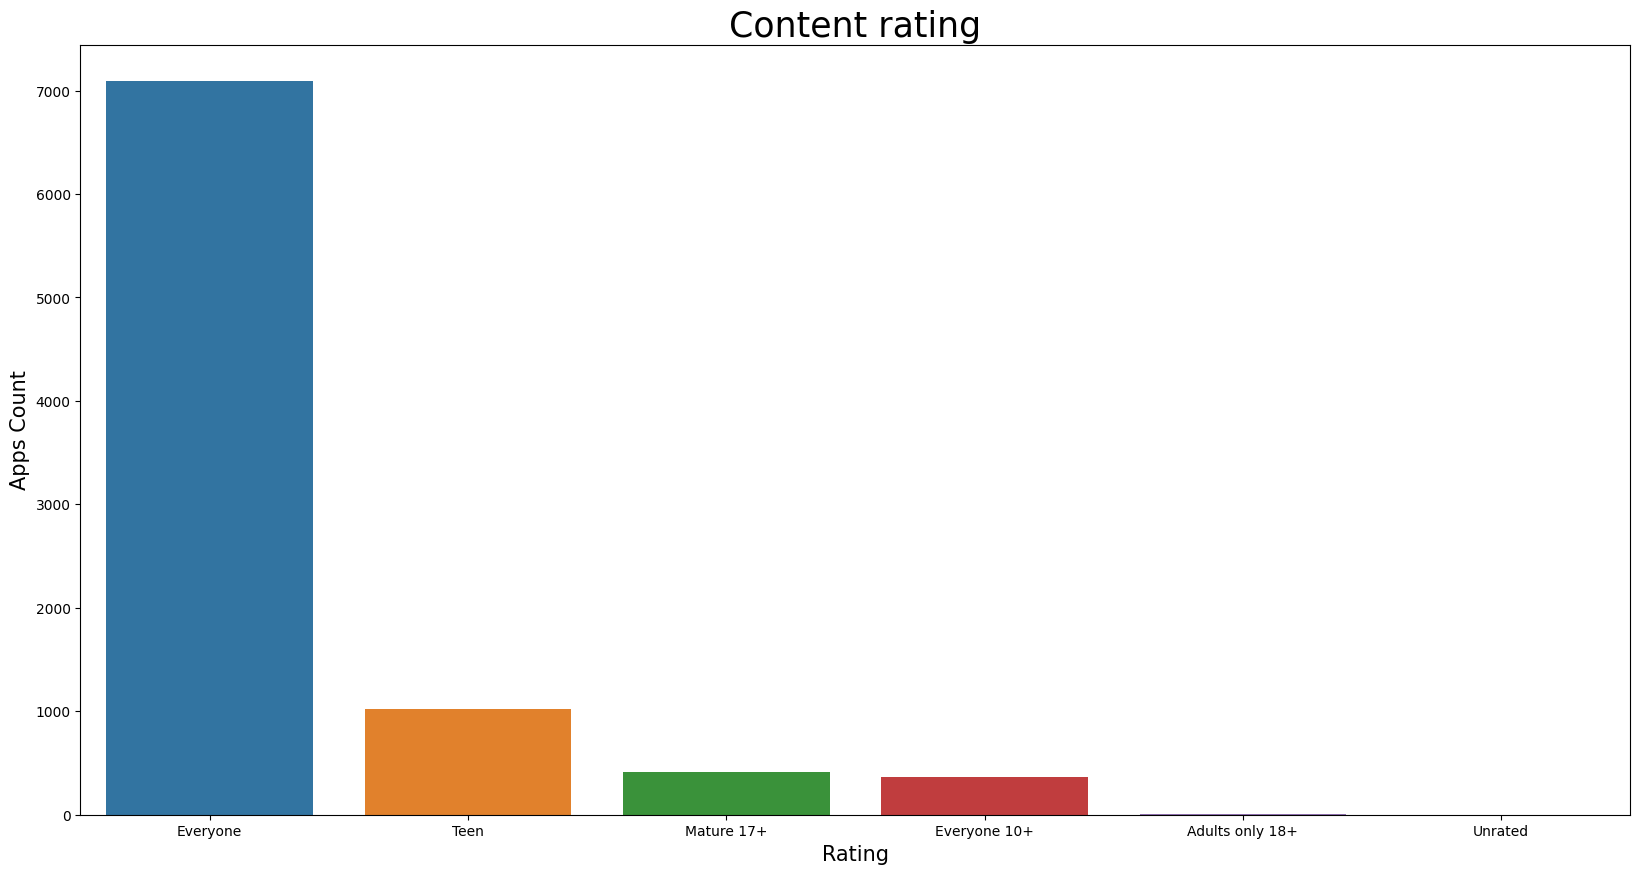 Content rating
7000
6000
5000
4000
3000
2000
1000
0
Apps Count
Everyone
Teen
Mature 17+
Everyone 10+
Adults only 18+
Unrated
Rating